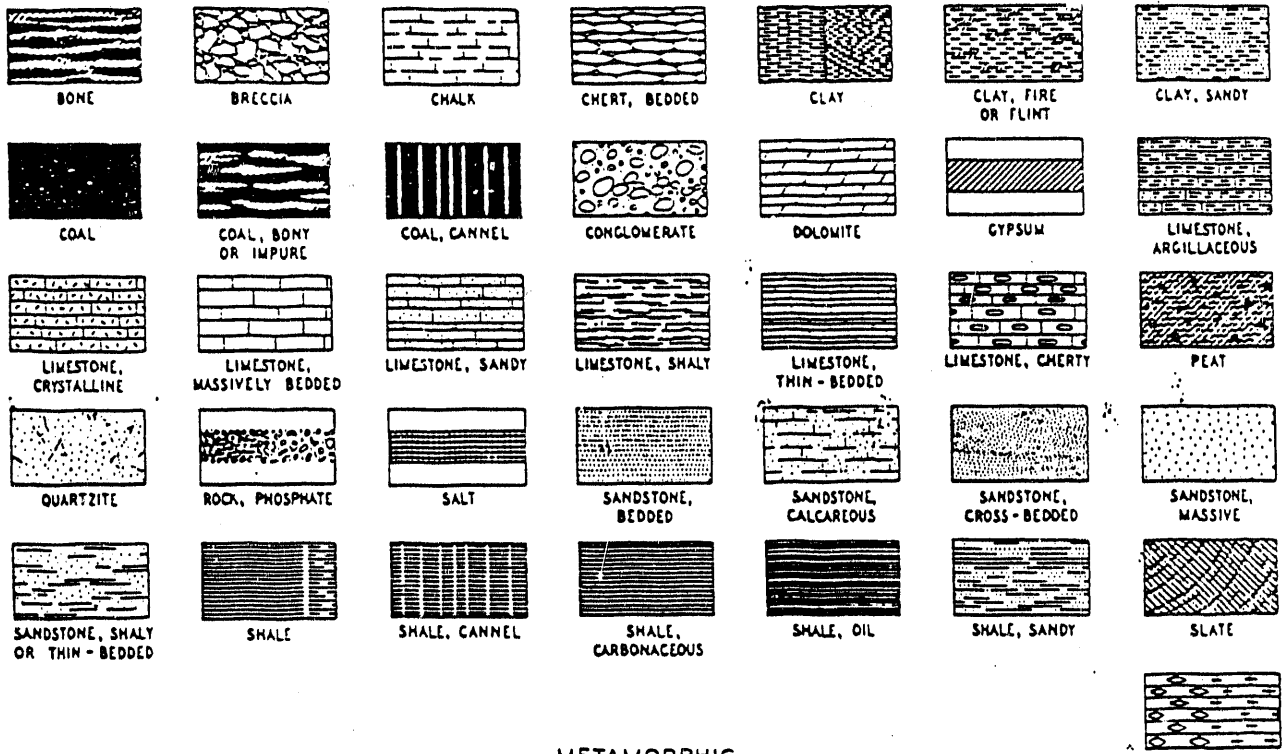 BONE
BRECCIA
CHALK
CHERT, BEDDED
CLAY
CLAY, FIRE
OR FLINT
CLAY, SANDY
COAL
COAL, BONY
OR IMPURE
COAL, CANNEL
CONGLOMERATE
DOLOMITE
GYPSUM
LIMESTONE,
ARGILLACEOUS
LIMESTONE,
CRYSTALLINE
LIMESTONE,
MASSIVELY BEDDED
LIMESTONE, SANDY
LIMESTONE, SHALY
LIMESTONE,
THIN-BEDDED
LIMESTONE, CHERTY
PEAT
QUARTZITE
ROCK, PHOSPHATE
SALT
SANDSTONE,
BEDDED
SANDSTONE,
CALCAREOUS
SANDSTONE,
CROSS-BEDDED
SANDSTONE,
MASSIVE
SANDSTONE, SHALY
OR THIN-BEDDED
SHALE
SHALE, CANNEL
SHALE,
CARBONACEOUS
SHALE, OIL
SHALE, SANDY
SLATE
METAMORPHIC